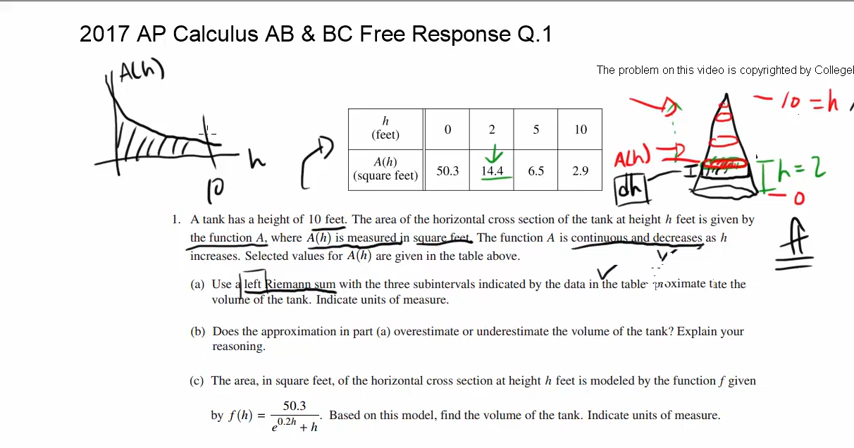 2017 AP Calculus AB & BC Free Response Q.1
The problem on this video is copyrighted by Collegel
A(h)
h
10
h (feet) 0 2 5 10
A(h) (square feet) 50.3 14.4 6.5 2.9
10 = h
A(h)
h = 2
dh
0
A
1. A tank has a height of 10 feet. The area of the horizontal cross section of the tank at height h feet is given by
the function A, where A(h) is measured in square feet. The function A is continuous and decreases as h
increases. Selected values for A(h) are given in the table above.
(a) Use a left Riemann sum with the three subintervals indicated by the data in the table proximate tate the
volume of the tank. Indicate units of measure.
(b) Does the approximation in part (a) overestimate or underestimate the volume of the tank? Explain your
reasoning.
(c) The area, in square feet, of the horizontal cross section at height h feet is modeled by the function f given
by f(h) = 50.3 / (e^0.2h + h). Based on this model, find the volume of the tank. Indicate units of measure.